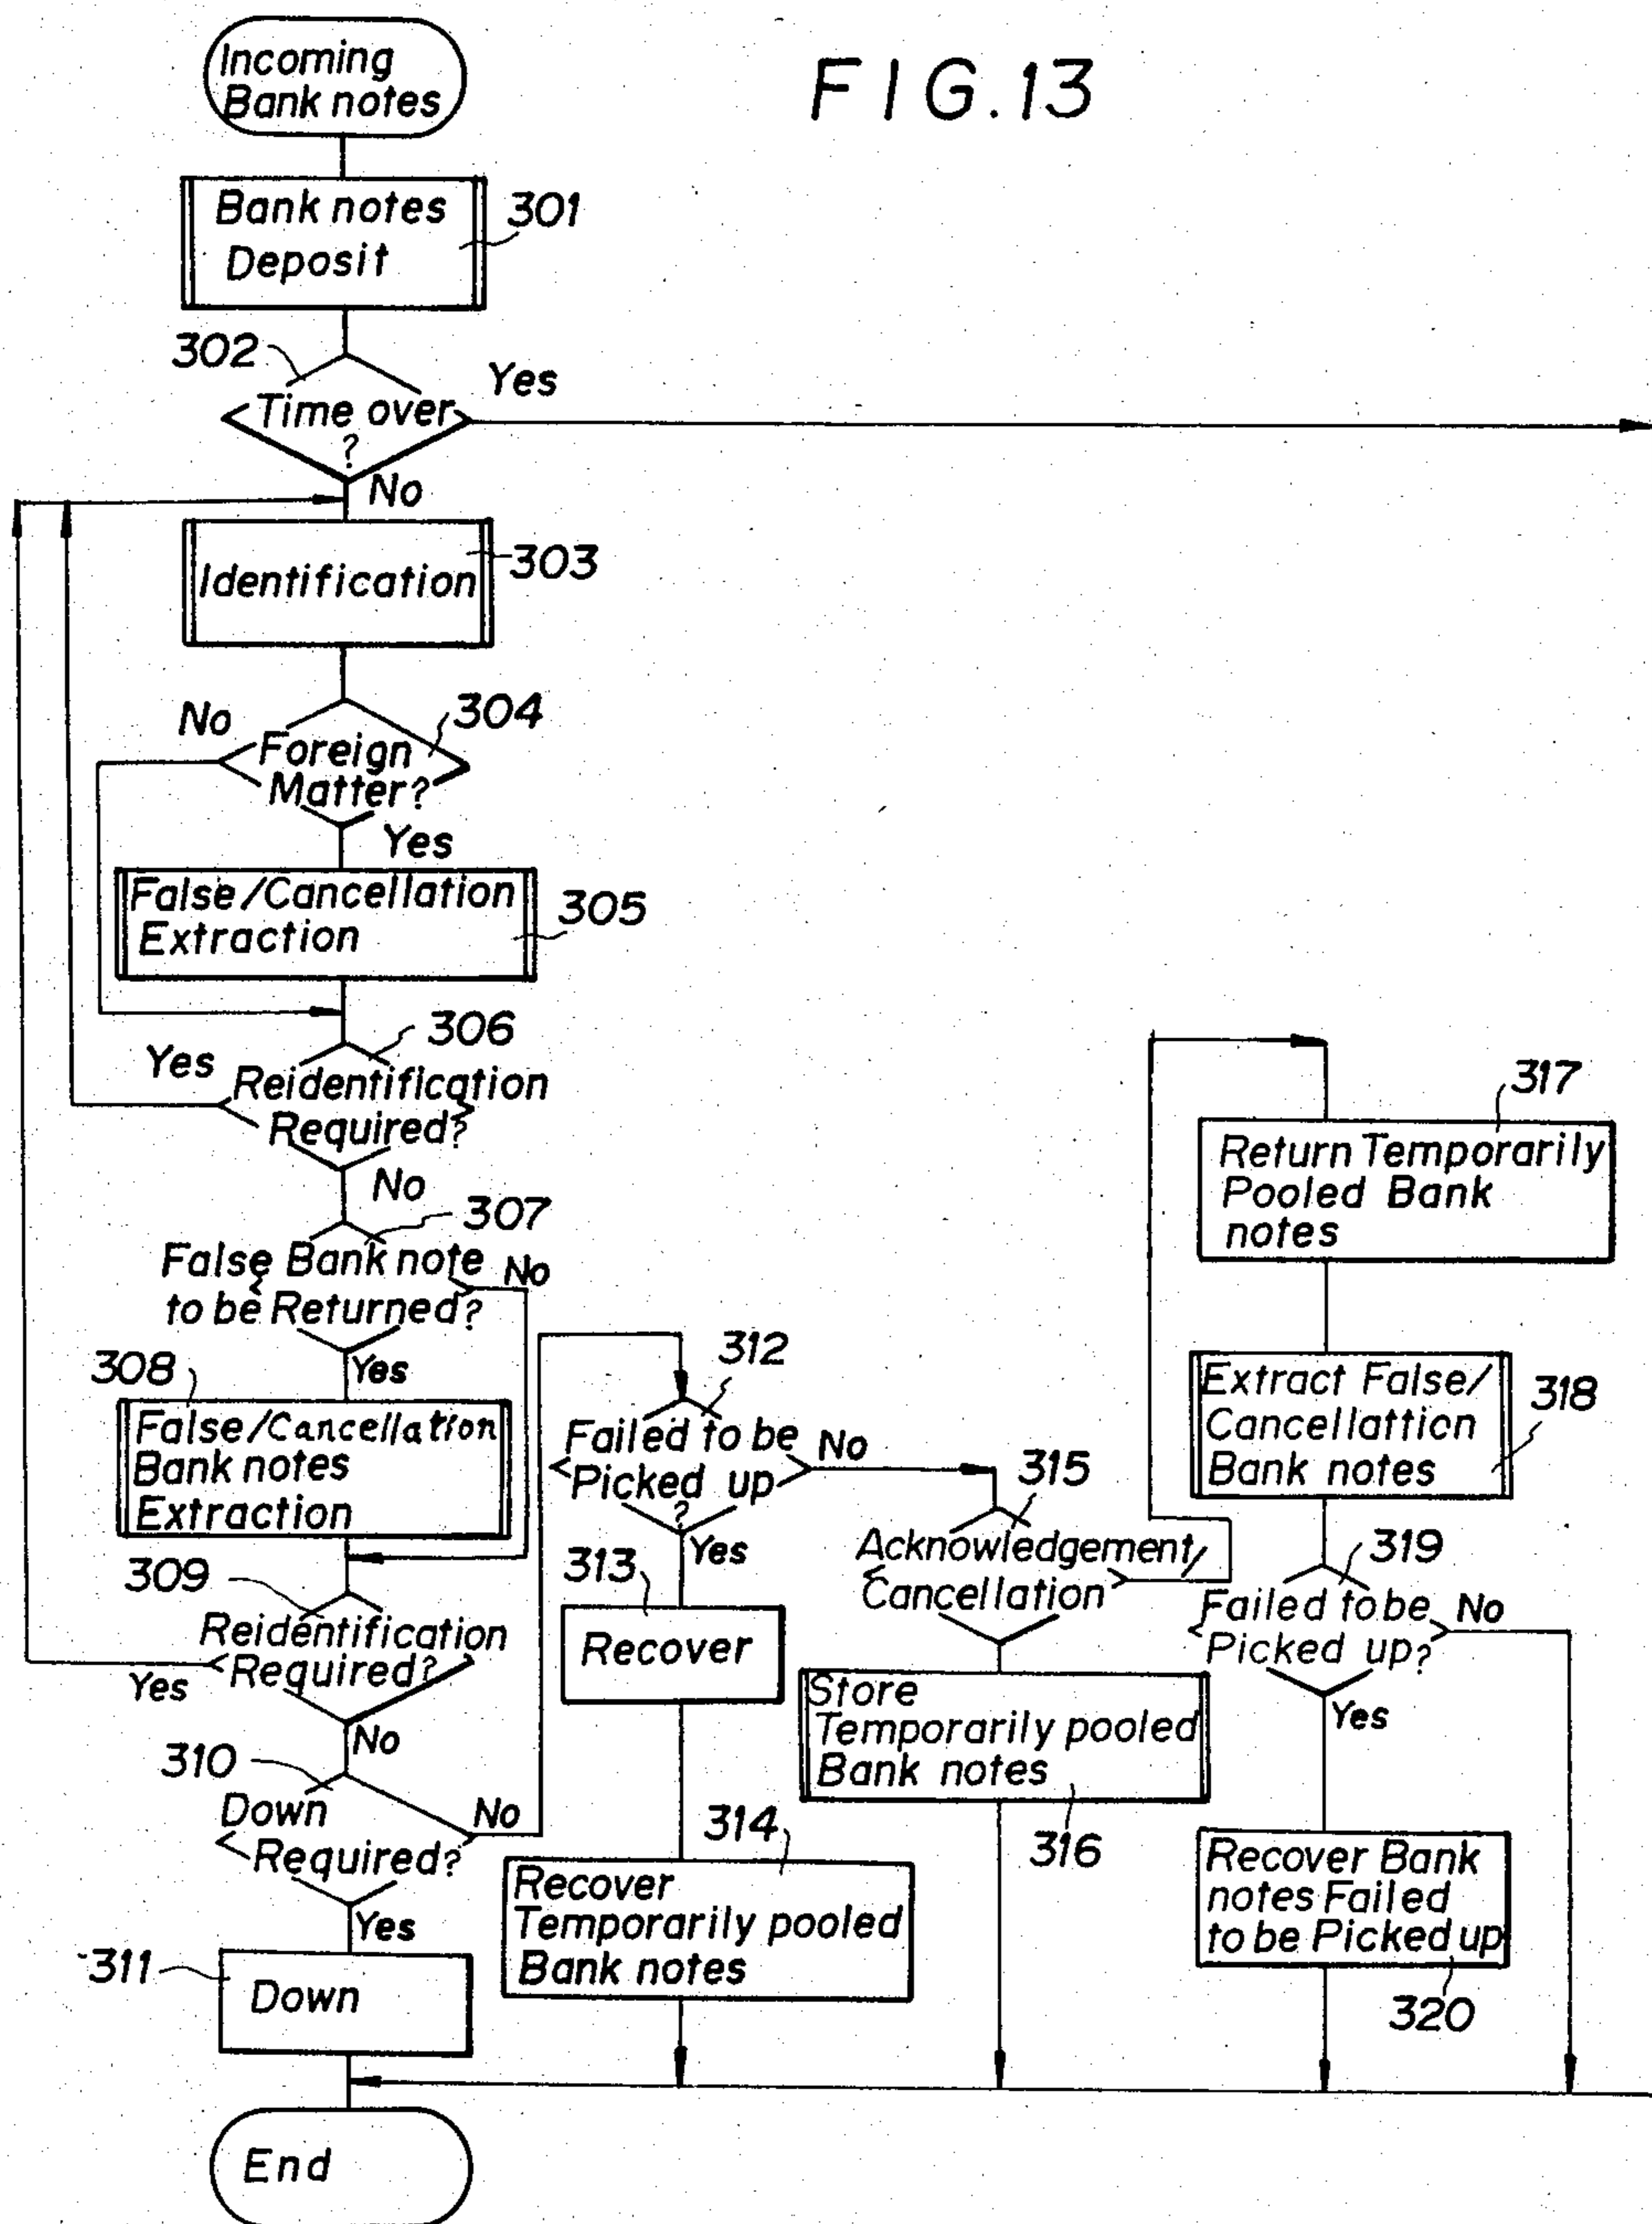 FIG.13
Incoming
Bank notes
Bank notes
Deposit
301
302
Yes
Time over
?
No
Identification
303
No
304
Foreign
Matter?
Yes
False/Cancellation
Extraction
305
306
Yes
Reidentification
Required?
No
307
False Bank note
to be Returned?
No
Yes
308
False/Cancellation
Bank notes
Extraction
309
Reidentification
Required?
Yes
No
310
Down
Required?
No
Yes
311
Down
End
312
Failed to be
Picked up
?
No
Yes
313
Recover
314
Recover
Temporarily pooled
Bank notes
315
Acknowledgement/
Cancellation
Store
Temporarily pooled
Bank notes
316
317
Return Temporarily
Pooled Bank
notes
Extract False/
Cancellattion
Bank notes
318
319
Failed to be
Picked up?
No
Yes
Recover Bank
notes Failed
to be Picked up
320